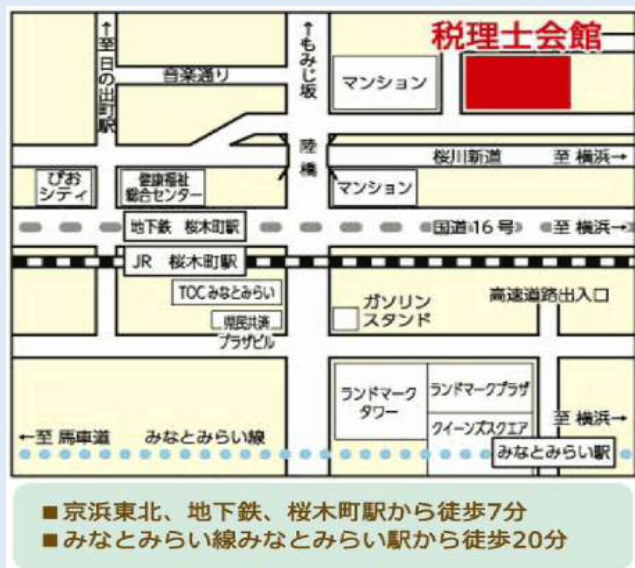 税理士会館
←至 日の出町駅
音楽通り
←もみじ坂
マンション
陸橋
桜川新道
至 横浜→
ぴお
シティ
健康福祉
総合センター
マンション
地下鉄 桜木町駅
国道16号
至 横浜→
JR 桜木町駅
TOCみなとみらい
県民共済
プラザビル
ガソリン
スタンド
高速道路出入口
ランドマーク
タワー
ランドマークプラザ
クイーンズスクエア
至 横浜→
←至 馬車道
みなとみらい線
みなとみらい駅
■京浜東北、地下鉄、桜木町駅から徒歩7分
■みなとみらい線みなとみらい駅から徒歩20分